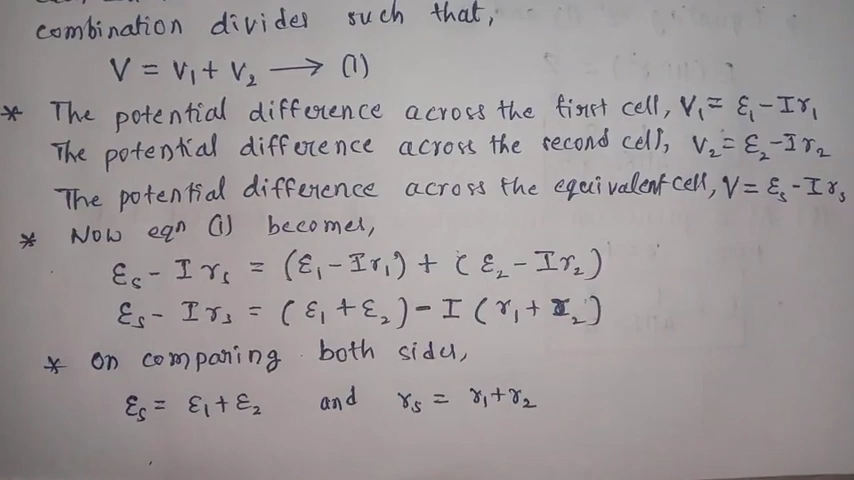 combination divides such that,
V = V₁ + V₂ ⟶ (1)
* The potential difference across the first cell, V₁ = ε₁ - Ir₁
The potential difference across the second cell, V₂ = ε₂ - Ir₂
The potential difference across the equivalent cell, V = εₛ - Irₛ
* Now eqn (1) becomes,
εₛ - Irₛ = (ε₁ - Ir₁) + (ε₂ - Ir₂)
εₛ - Irₛ = (ε₁ + ε₂) - I (r₁ + r₂)
* On comparing both sides,
εₛ = ε₁ + ε₂ and rₛ = r₁ + r₂